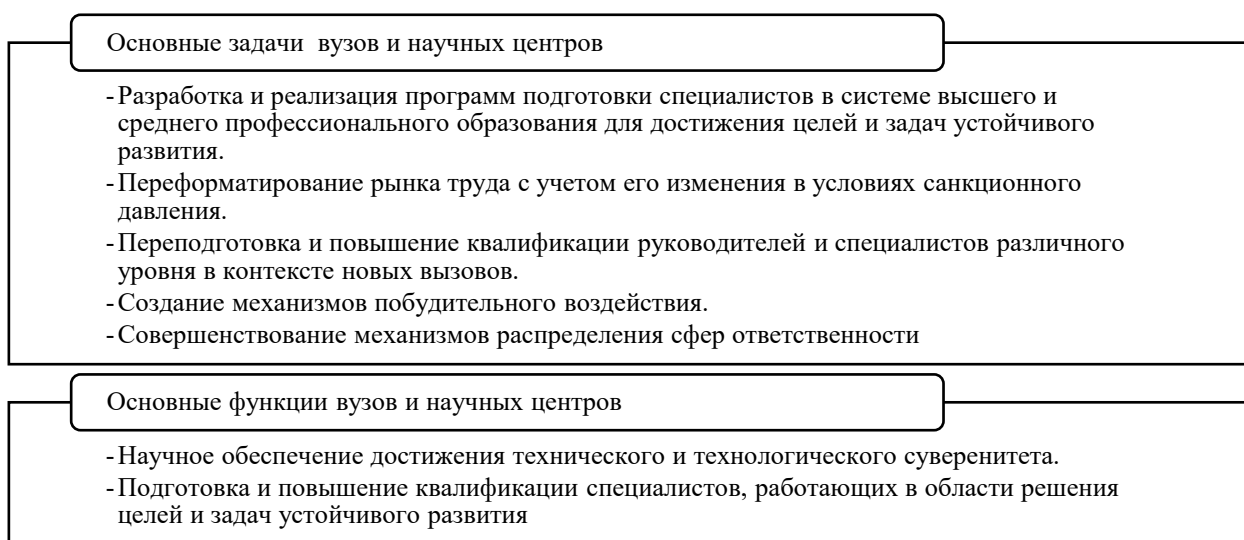 Основные задачи вузов и научных центров
-Разработка и реализация программ подготовки специалистов в системе высшего и
среднего профессионального образования для достижения целей и задач устойчивого
развития.
-Переформатирование рынка труда с учетом его изменения в условиях санкционного
давления.
-Переподготовка и повышение квалификации руководителей и специалистов различного
уровня в контексте новых вызовов.
-Создание механизмов побудительного воздействия.
-Совершенствование механизмов распределения сфер ответственности
Основные функции вузов и научных центров
-Научное обеспечение достижения технического и технологического суверенитета.
-Подготовка и повышение квалификации специалистов, работающих в области решения
целей и задач устойчивого развития